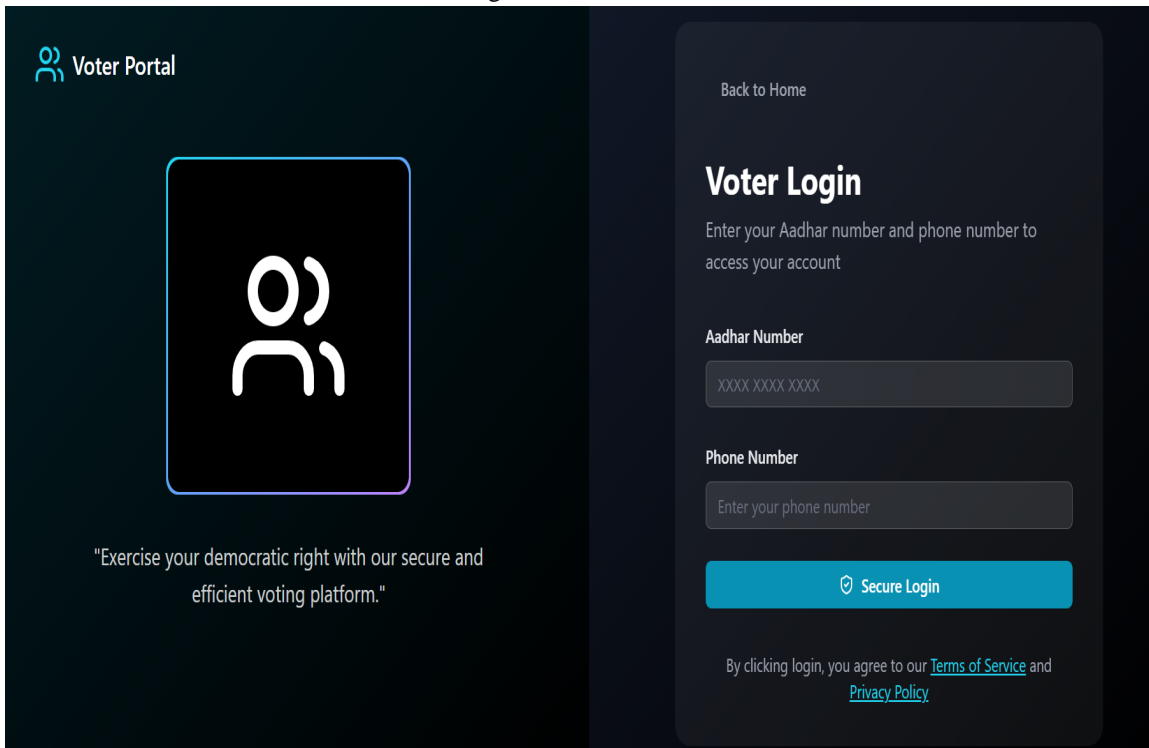 Voter Portal
"Exercise your democratic right with our secure and
efficient voting platform."
Back to Home
Voter Login
Enter your Aadhar number and phone number to
access your account
Aadhar Number
XXXX XXXX XXXX
Phone Number
Enter your phone number
Secure Login
By clicking login, you agree to our Terms of Service and
Privacy Policy